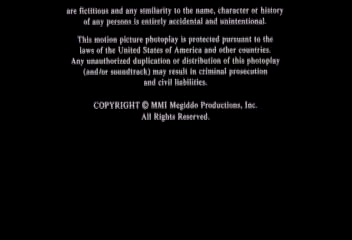 are fictitious and any similarity to the name, character or history
of any persons is entirely accidental and unintentional.
This motion picture photoplay is protected pursuant to the
laws of the United States of America and other countries.
Any unauthorized duplication or distribution of this photoplay
(and/or soundtrack) may result in criminal prosecution
and civil liabilities.
COPYRIGHT © MMI Megiddo Productions, Inc.
All Rights Reserved.